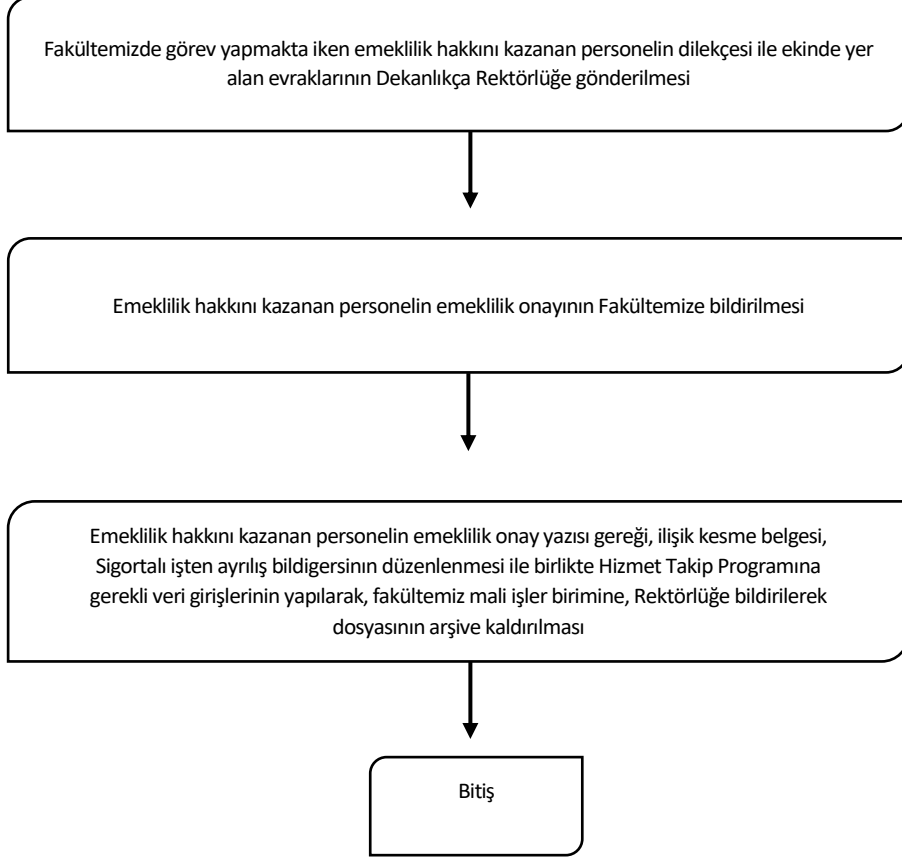 Fakültemizde görev yapmakta iken emeklilik hakkını kazanan personelin dilekçesi ile ekinde yer
alan evraklarının Dekanlıkça Rektörlüğe gönderilmesi
Emeklilik hakkını kazanan personelin emeklilik onayının Fakültemize bildirilmesi
Emeklilik hakkını kazanan personelin emeklilik onay yazısı gereği, ilişik kesme belgesi,
Sigortalı işten ayrılış bildigersinın düzenlenmesi ile birlikte Hizmet Takip Programına
gerekli veri girişlerinin yapılarak, fakültemiz mali işler birimine, Rektörlüğe bildirilerek
dosyasının arşive kaldırılması
Bitiş